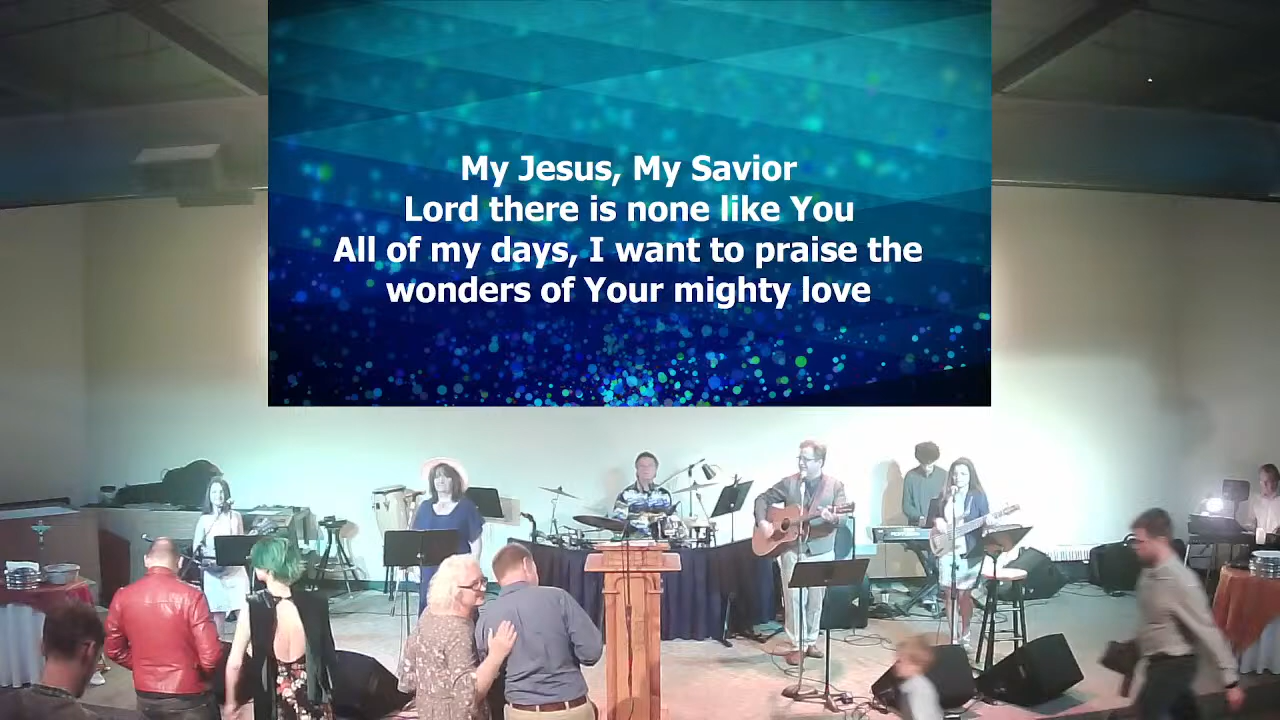 My Jesus, My Savior
Lord there is none like You
All of my days, I want to praise the
wonders of Your mighty love